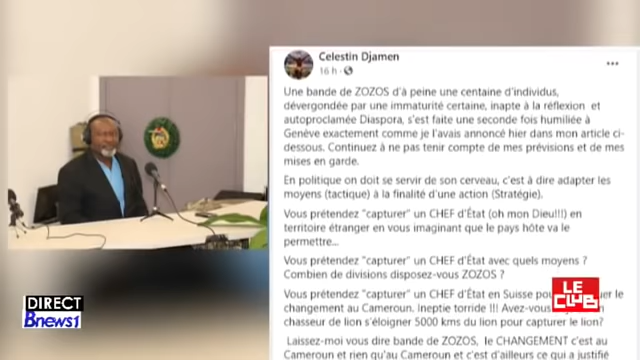 Celestin Djamen
16 h ·
Une bande de ZOZOS d'à peine une centaine d'individus,
dévergondée par une immaturité certaine, inapte à la réflexion et
autoproclamée Diaspora, s'est faite une seconde fois humiliée à
Genève exactement comme je l'avais annoncé hier dans mon article ci-
dessous. Continuez à ne pas tenir compte de mes prévisions et de mes
mises en garde.
En politique on doit se servir de son cerveau, c'est à dire adapter les
moyens (tactique) à la finalité d'une action (Stratégie).
Vous prétendez "capturer" un CHEF d'État (oh mon Dieu!!!) en
territoire étranger en vous imaginant que le pays hôte va le
permettre...
Vous prétendez "capturer" un CHEF d'État avec quels moyens ?
Combien de divisions disposez-vous ZOZOS ?
Vous prétendez "capturer" un CHEF d'État en Suisse
le
changement au Cameroun. Ineptie torride !!! Avez-vous
un
chasseur de lion s'éloigner 5000 kms du lion pour capturer le lion?
Laissez-moi vous dire bande de ZOZOS, le CHANGEMENT c'est au
Cameroun et rien qu'au Cameroun et c'est d'ailleurs ce qui a justifié
LE
CLUB
DIRECT
Bnews1